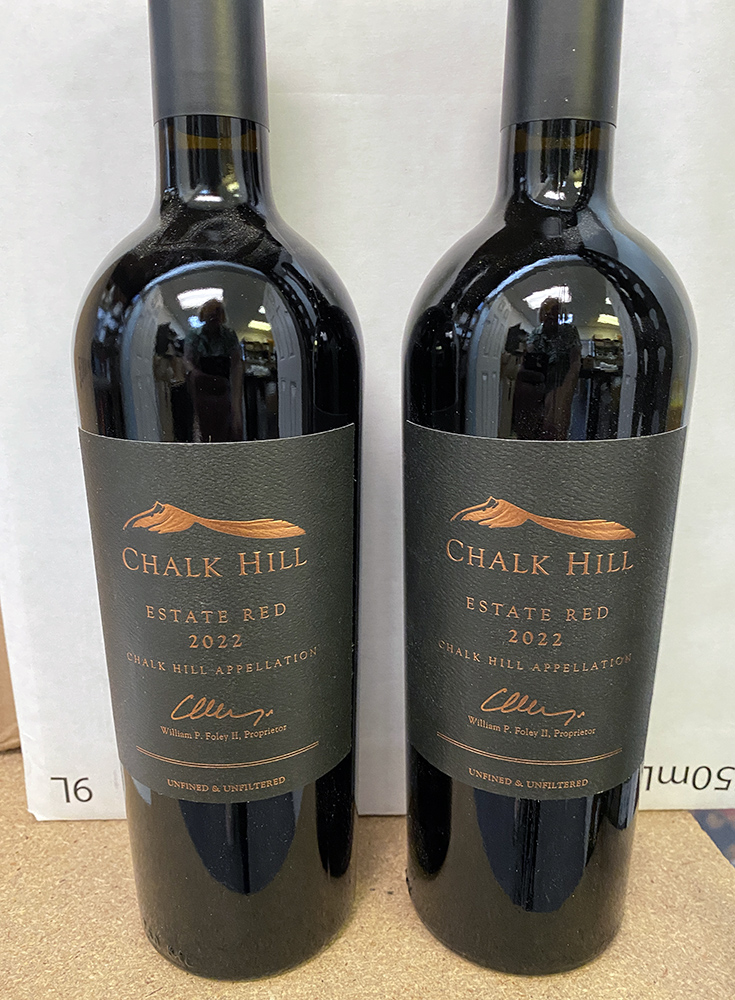 CHALK HILL
ESTATE RED
2022
CHALK HILL APPELLATION
William P. Foley II, Proprietor
UNFINED & UNFILTERED
CHALK HILL
ESTATE RED
2022
CHALK HILL APPELLATION
William P. Foley II, Proprietor
UNFINED & UNFILTERED
9L
50mL